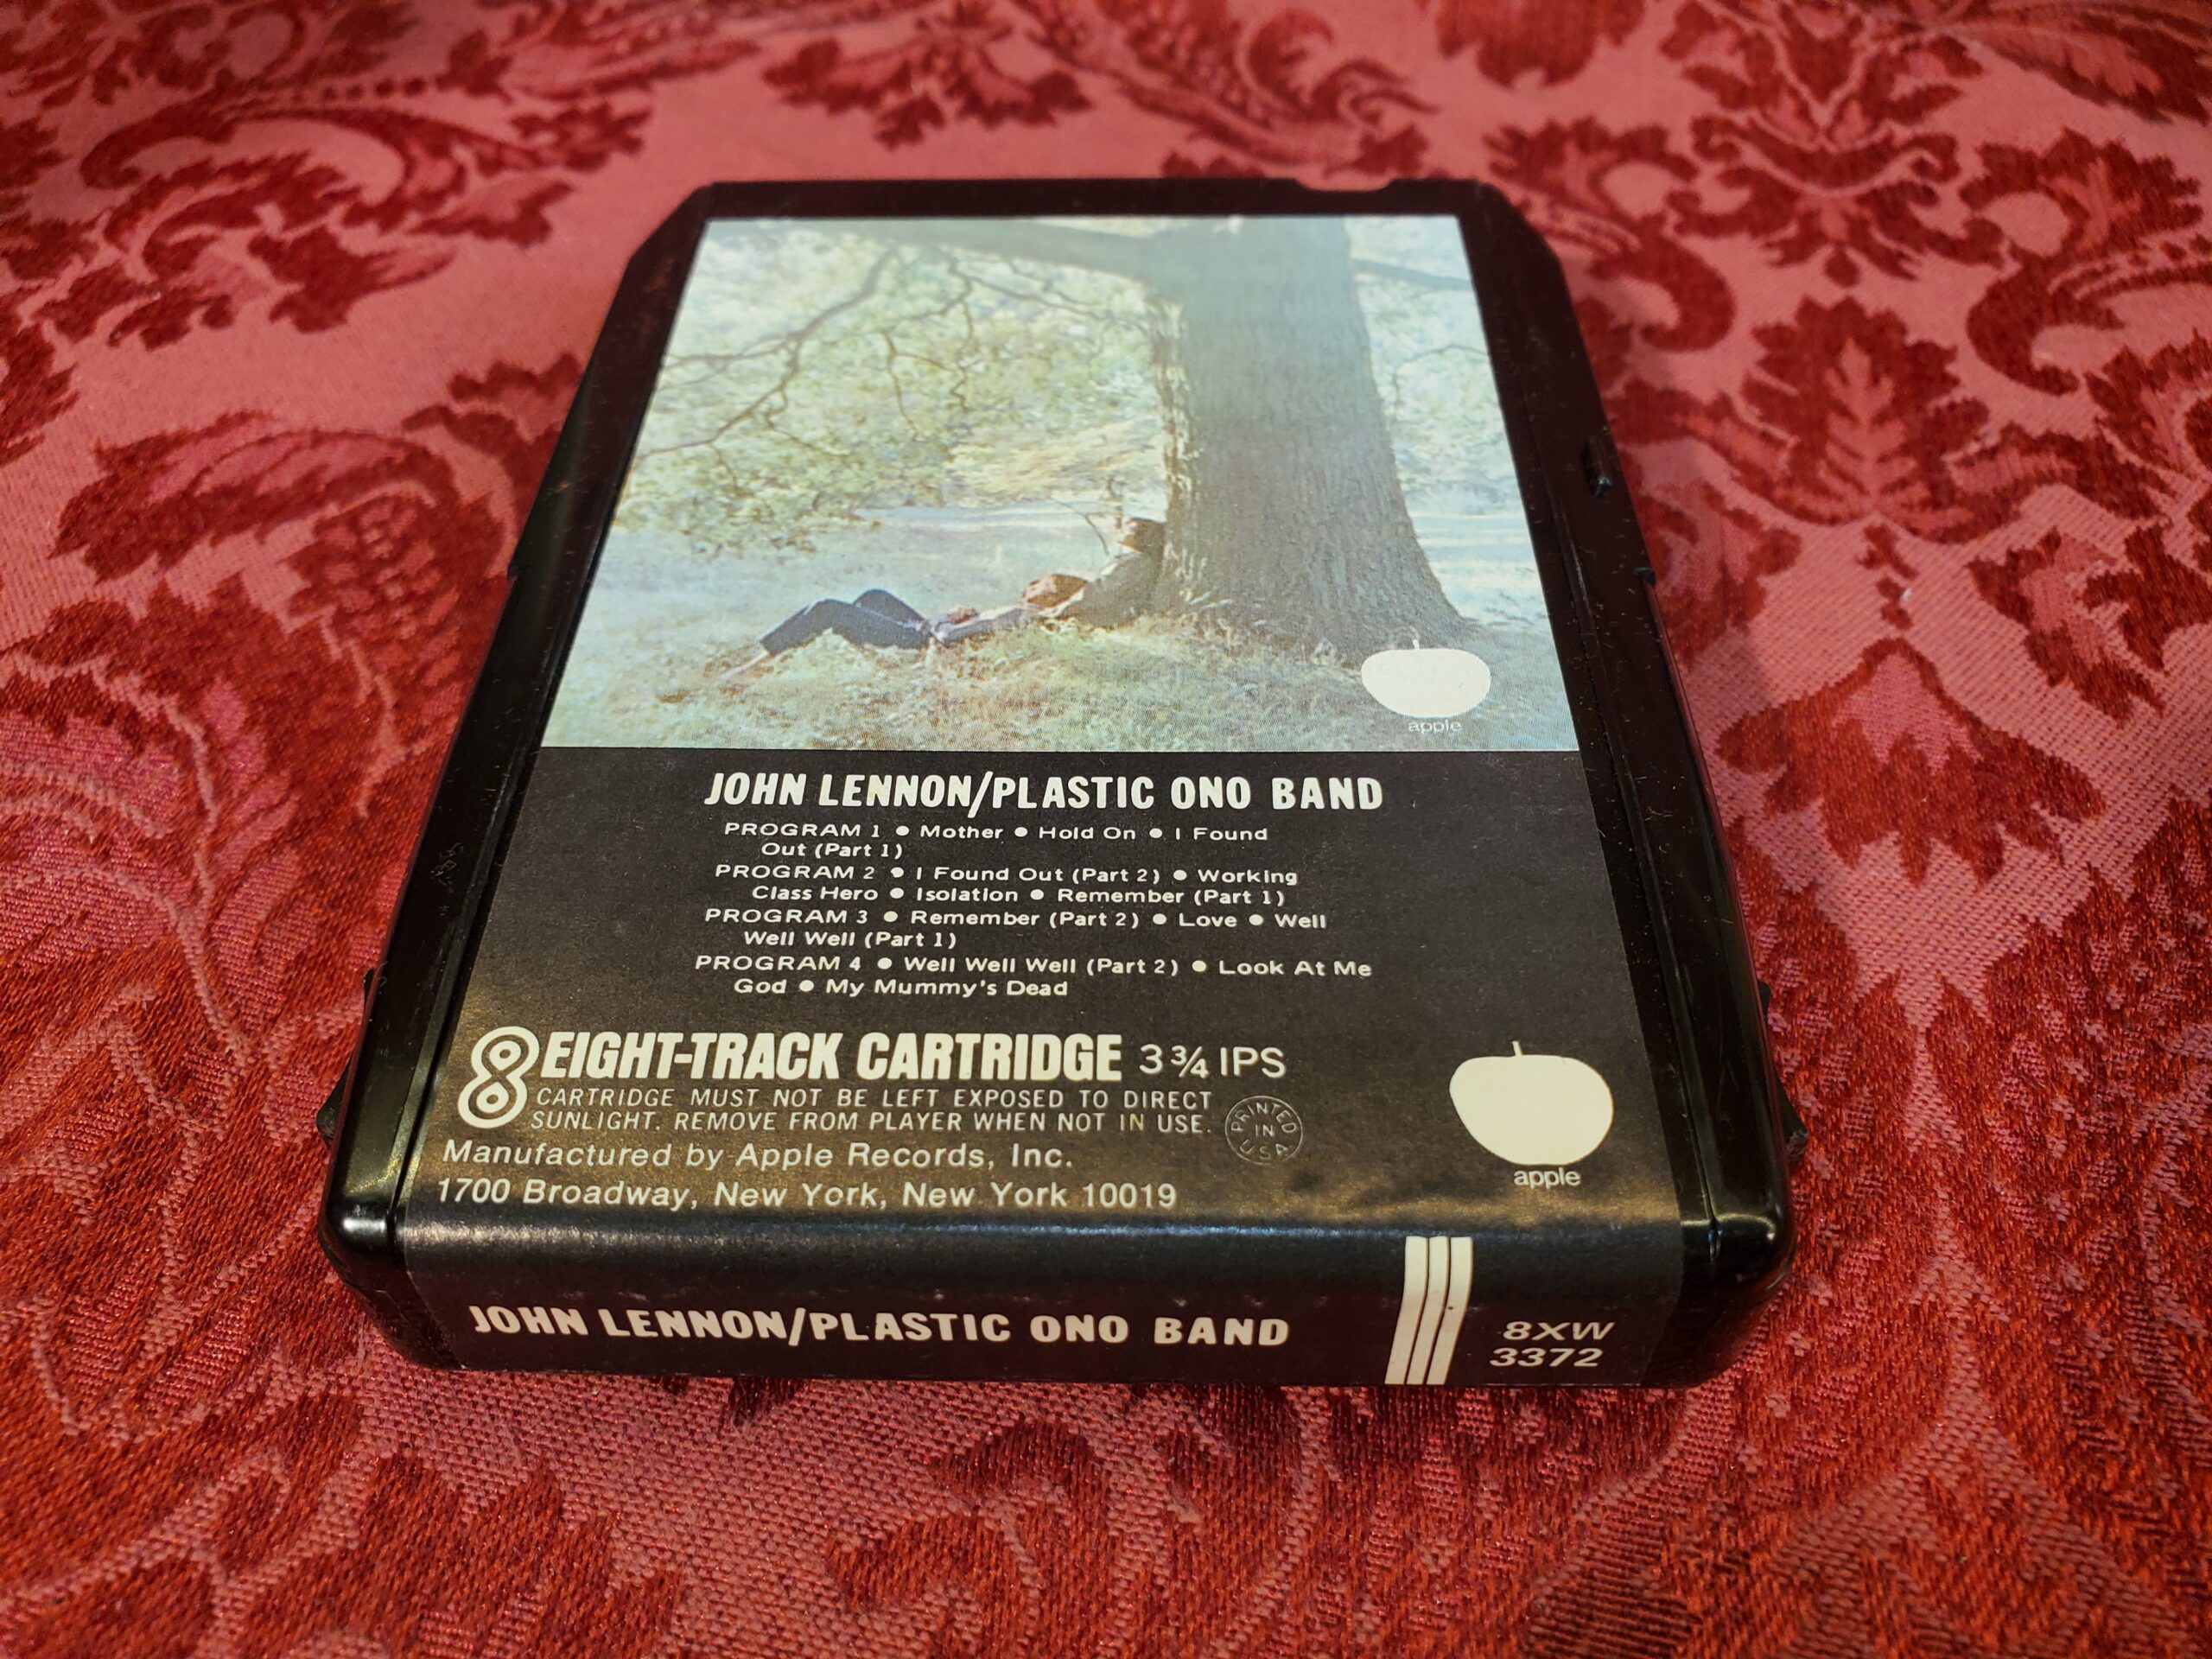 apple
JOHN LENNON/PLASTIC ONO BAND
PROGRAM 1 • Mother • Hold On • I Found
Out (Part 1)
PROGRAM 2 • I Found Out (Part 2) • Working
Class Hero • Isolation • Remember (Part 1)
PROGRAM 3 • Remember (Part 2) • Love • Well
Well Well (Part 1)
PROGRAM 4 • Well Well Well (Part 2) • Look At Me
God • My Mummy's Dead
8 EIGHT-TRACK CARTRIDGE 3 ¾ IPS
CARTRIDGE MUST NOT BE LEFT EXPOSED TO DIRECT
SUNLIGHT. REMOVE FROM PLAYER WHEN NOT IN USE.
PRINTED
IN
USA
Manufactured by Apple Records, Inc.
1700 Broadway, New York, New York 10019
apple
JOHN LENNON/PLASTIC ONO BAND
8XW
3372